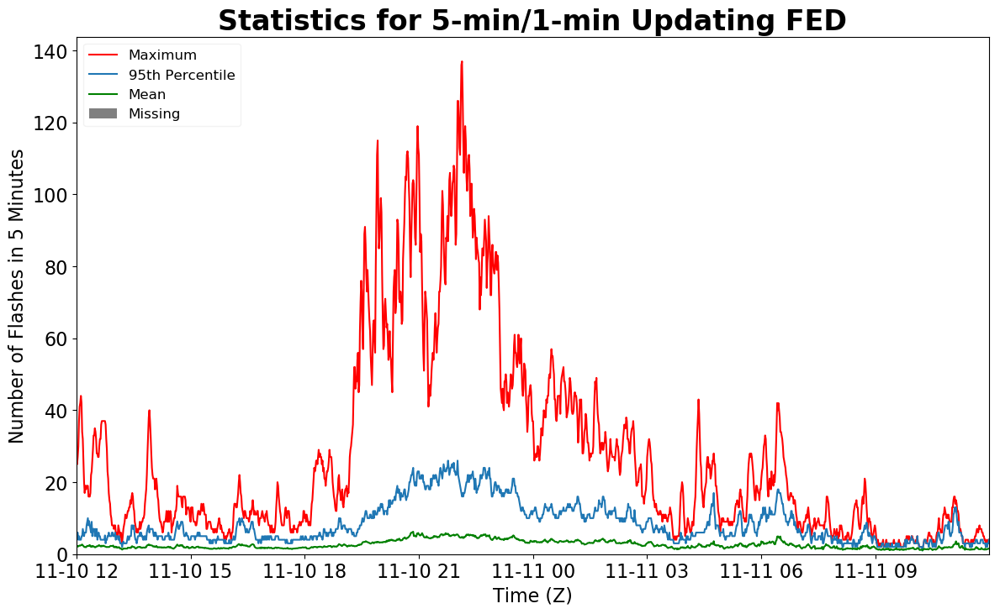 Statistics for 5-min/1-min Updating FED
Number of Flashes in 5 Minutes
140
120
100
80
60
40
20
0
Maximum
95th Percentile
Mean
Missing
11-10 12
11-10 15
11-10 18
11-10 21
11-11 00
11-11 03
11-11 06
11-11 09
Time (Z)